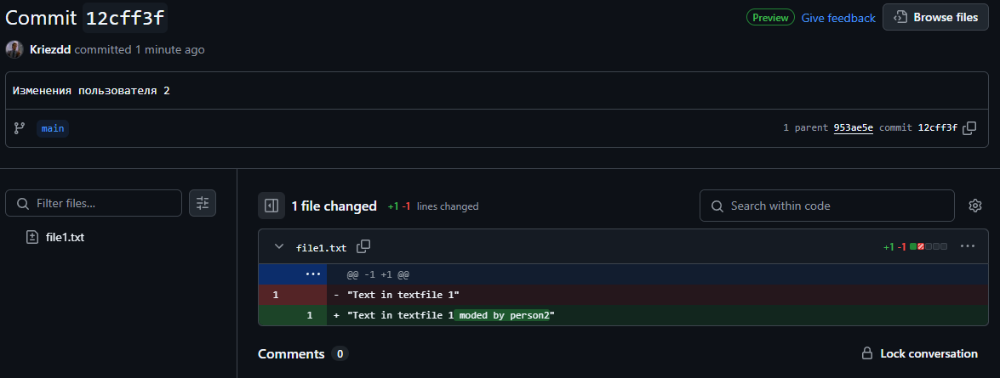 Commit 12cff3f
Preview Give feedback Browse files
Kriezdd committed 1 minute ago
Изменения пользователя 2
main
1 parent 953ae5e commit 12cff3f
Filter files...
file1.txt
1 file changed +1 -1 lines changed
Search within code
file1.txt
+1 -1
@@ -1 +1 @@
1 - "Text in textfile 1"
1 + "Text in textfile 1 moded by person2"
Comments 0
Lock conversation